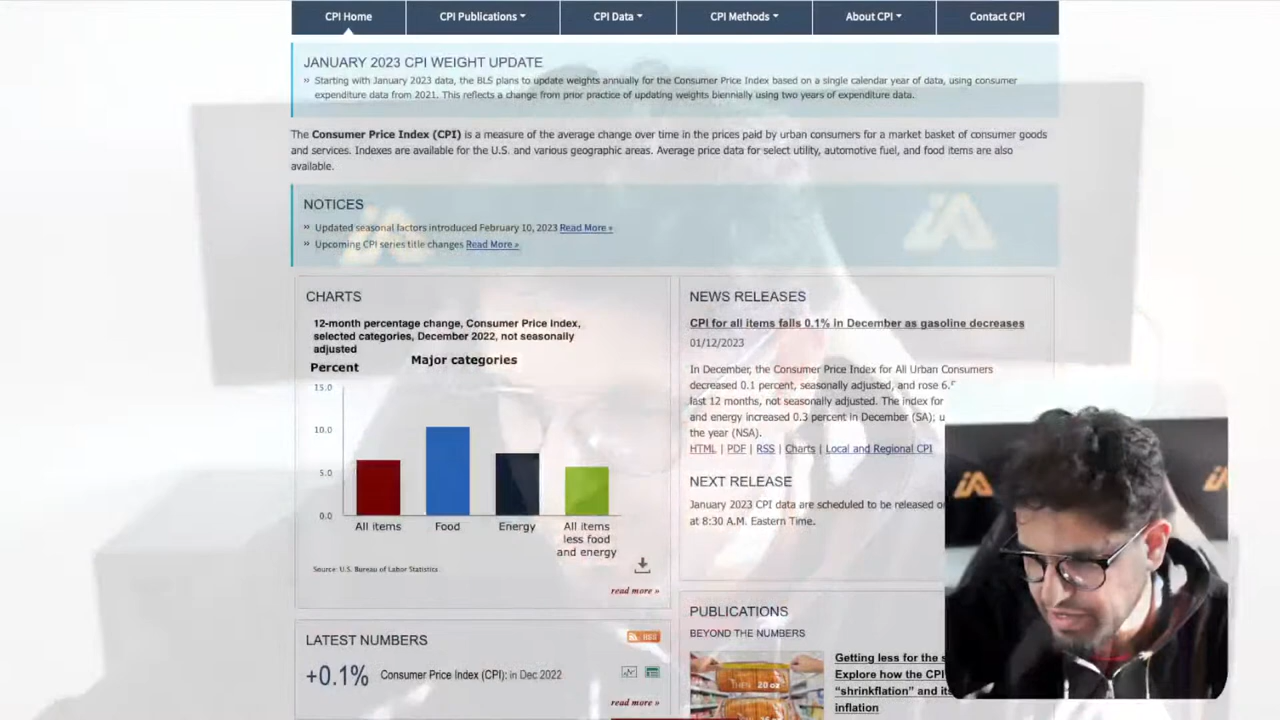 CPI Home
CPI Publications
CPI Data
CPI Methods
About CPI
Contact CPI
JANUARY 2023 CPI WEIGHT UPDATE
» Starting with January 2023 data, the BLS plans to update weights annually for the Consumer Price Index based on a single calendar year of data, using consumer
expenditure data from 2021. This reflects a change from prior practice of updating weights biennially using two years of expenditure data.
The Consumer Price Index (CPI) is a measure of the average change over time in the prices paid by urban consumers for a market basket of consumer goods
and services. Indexes are available for the U.S. and various geographic areas. Average price data for select utility, automotive fuel, and food items are also
available.
NOTICES
» Updated seasonal factors introduced February 10, 2023 Read More »
» Upcoming CPI series title changes Read More »
CHARTS
12-month percentage change, Consumer Price Index,
selected categories, December 2022, not seasonally
adjusted
Major categories
Percent
15.0
10.0
5.0
0.0
All items
Food
Energy
All items
less food
and energy
Source: U.S. Bureau of Labor Statistics
read more »
LATEST NUMBERS
RSS
+0.1% Consumer Price Index (CPI): in Dec 2022
read more »
NEWS RELEASES
CPI for all items falls 0.1% in December as gasoline decreases
01/12/2023
In December, the Consumer Price Index for All Urban Consumers
decreased 0.1 percent, seasonally adjusted, and rose 6.
last 12 months, not seasonally adjusted. The index for
and energy increased 0.3 percent in December (SA); u
the year (NSA).
HTML | PDF | RSS | Charts | Local and Regional CPI
NEXT RELEASE
January 2023 CPI data are scheduled to be released o
at 8:30 A.M. Eastern Time.
PUBLICATIONS
BEYOND THE NUMBERS
THEN 20 oz
Getting less for the s
Explore how the CPI
"shrinkflation" and its
inflation